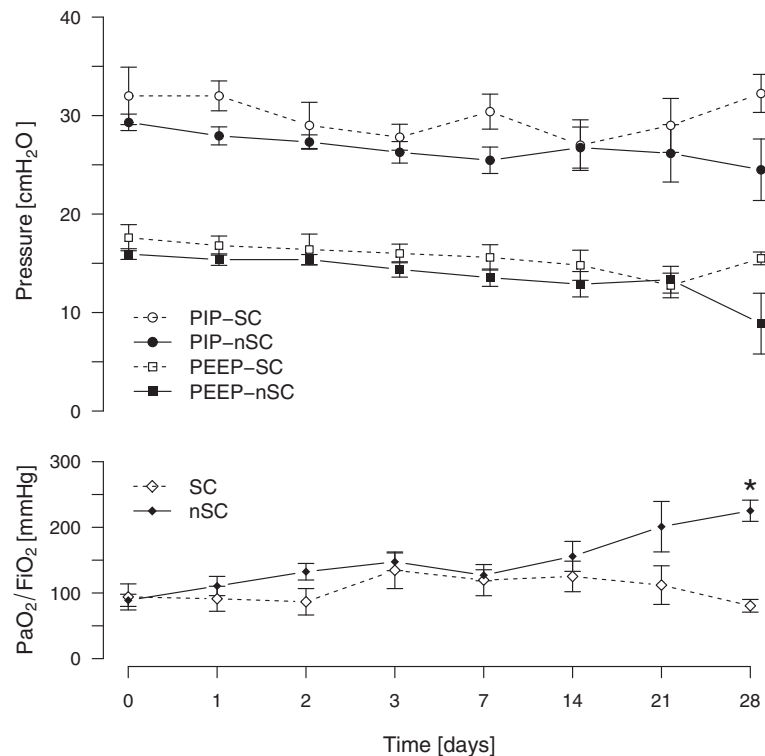 40
30
20
10
0
Pressure [cmH₂O]
PIP–SC
PIP–nSC
PEEP–SC
PEEP–nSC
300
200
100
0
PaO₂/FiO₂ [mmHg]
SC
nSC
*
0 1 2 3 7 14 21 28
Time [days]